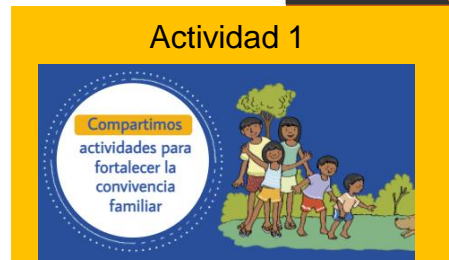 Actividad 1
Compartimos
actividades para
fortalecer la
convivencia
familiar